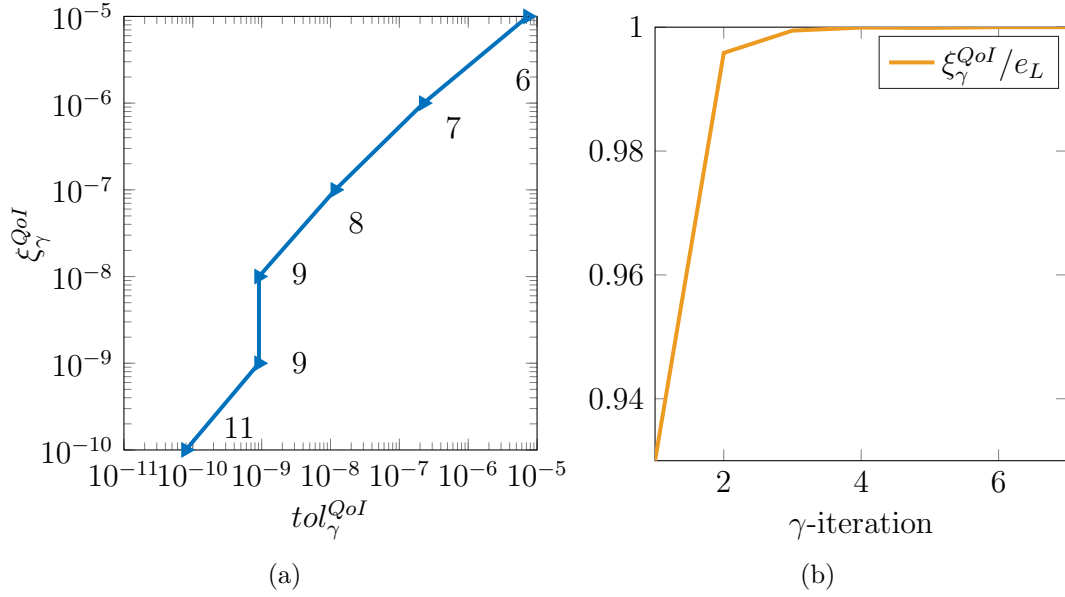 10^{-5}
10^{-6}
10^{-7}
10^{-8}
10^{-9}
10^{-10}
ξ_γ^{QoI}
6
7
8
9
9
11
10^{-11} 10^{-10} 10^{-9} 10^{-8} 10^{-7} 10^{-6} 10^{-5}
tol_γ^{QoI}
(a)
1
0.98
0.96
0.94
ξ_γ^{QoI}/e_L
2 4 6
γ-iteration
(b)